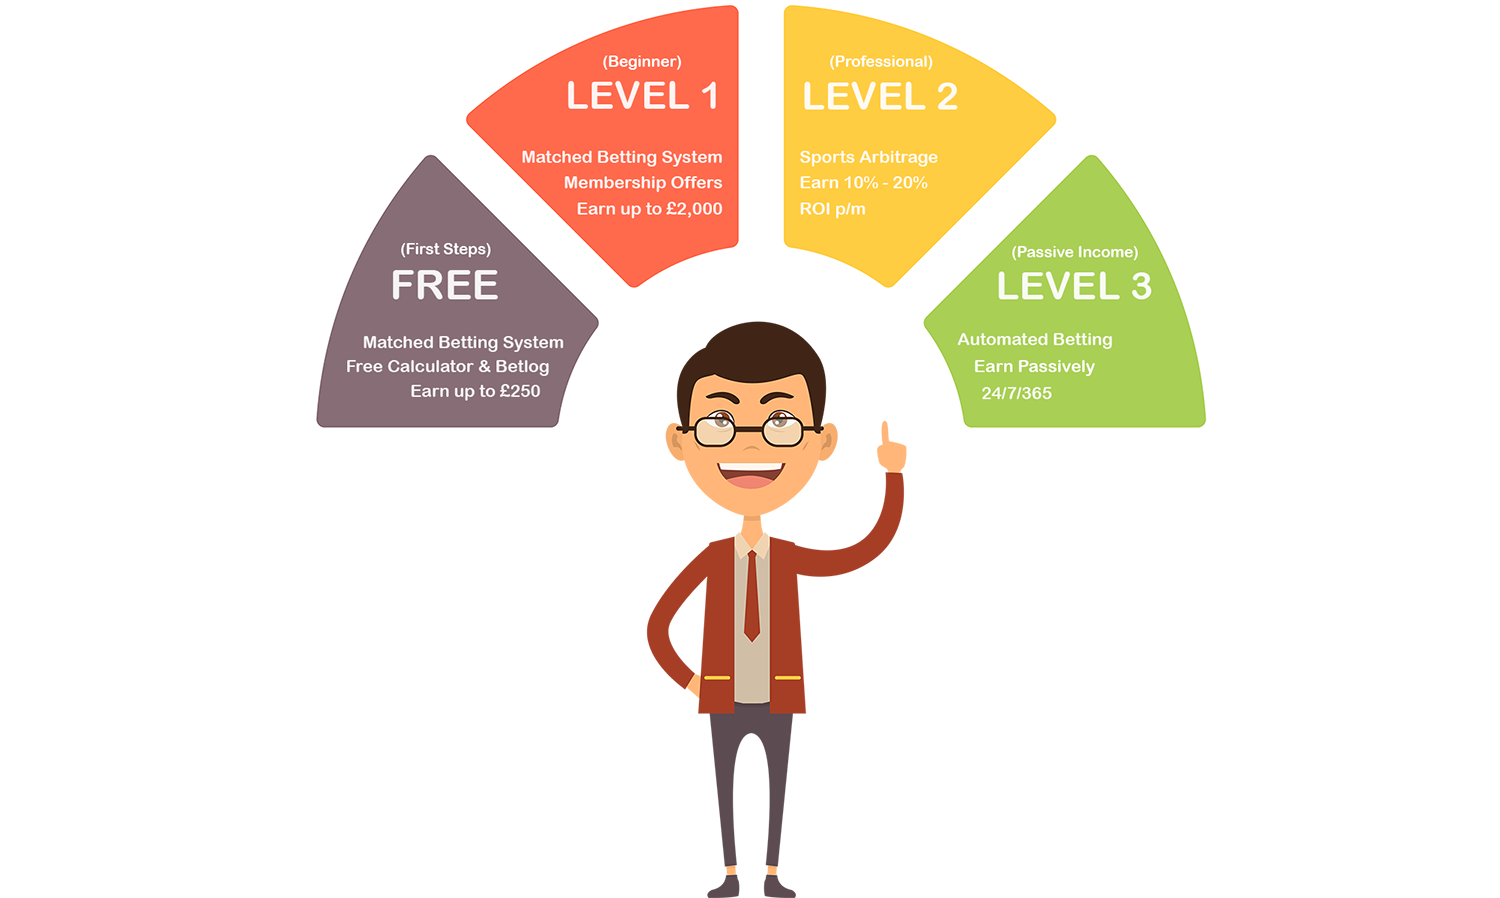 (First Steps)
FREE
Matched Betting System
Free Calculator & Betlog
Earn up to £250
(Beginner)
LEVEL 1
Matched Betting System
Membership Offers
Earn up to £2,000
(Professional)
LEVEL 2
Sports Arbitrage
Earn 10% - 20%
ROI p/m
(Passive Income)
LEVEL 3
Automated Betting
Earn Passively
24/7/365